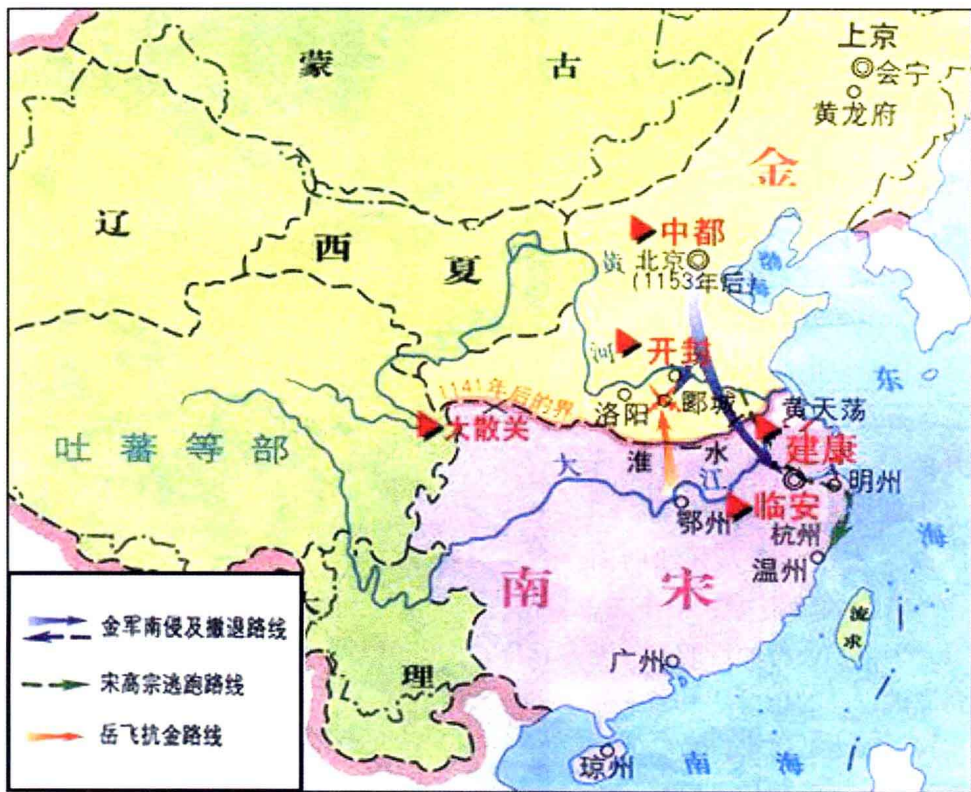 蒙古
上京
会宁
黄龙府
金
辽
西夏
中都
黄
北京
(1153年后)
渤海
开封
河
1141年后的界
洛阳
郾城
黄天荡
东
大散关
建康
吐蕃等部
淮
水
大
江
明州
鄂州
临安
杭州
海
温州
南宋
流求
金军南侵及撤退路线
宋高宗逃跑路线
岳飞抗金路线
理
广州
琼州
南海